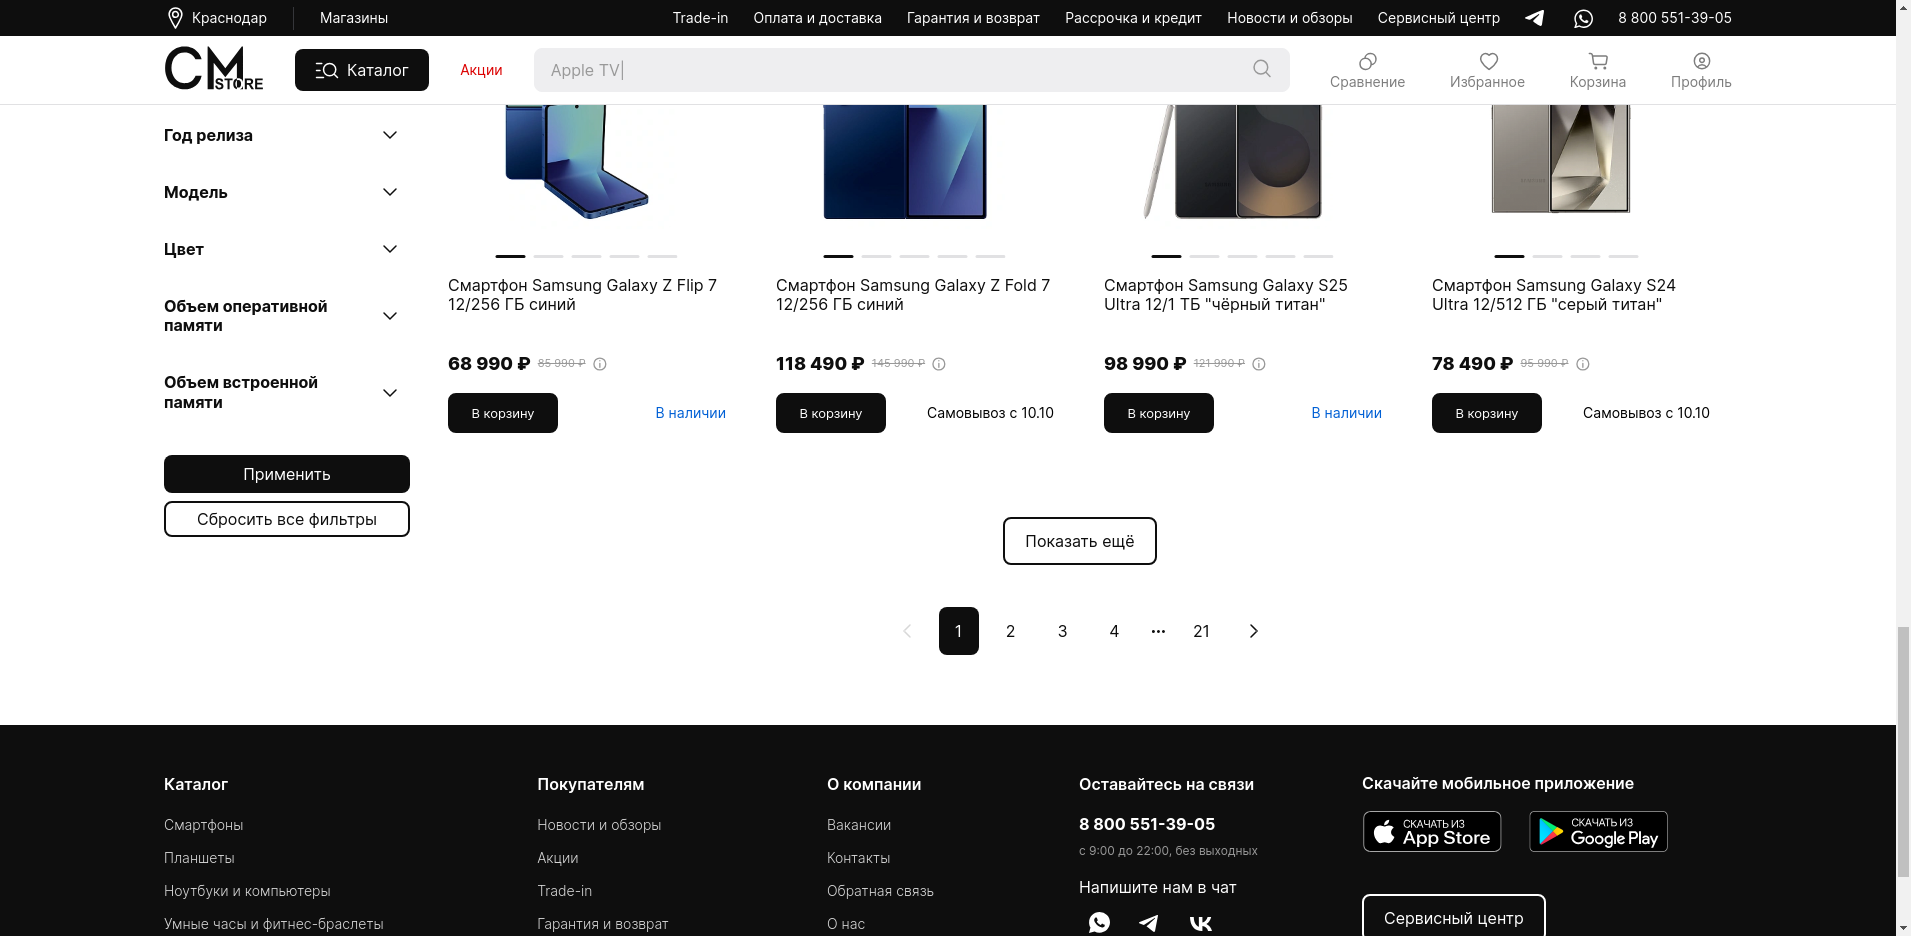 Краснодар
Магазины
Trade-in
Оплата и доставка
Гарантия и возврат
Рассрочка и кредит
Новости и обзоры
Сервисный центр
8 800 551-39-05
CM STORE
Каталог
Акции
Apple TV|
Сравнение
Избранное
Корзина
Профиль
Год релиза
Модель
Цвет
Объем оперативной
памяти
Объем встроенной
памяти
Применить
Сбросить все фильтры
Смартфон Samsung Galaxy Z Flip 7
12/256 ГБ синий
68 990 ₽ 85 990 ₽
В корзину
В наличии
Смартфон Samsung Galaxy Z Fold 7
12/256 ГБ синий
118 490 ₽ 145 990 ₽
В корзину
Самовывоз с 10.10
Смартфон Samsung Galaxy S25
Ultra 12/1 ТБ "чёрный титан"
98 990 ₽ 121 990 ₽
В корзину
В наличии
Смартфон Samsung Galaxy S24
Ultra 12/512 ГБ "серый титан"
78 490 ₽ 95 990 ₽
В корзину
Самовывоз с 10.10
Показать ещё
1 2 3 4 ••• 21
Каталог
Смартфоны
Планшеты
Ноутбуки и компьютеры
Умные часы и фитнес-браслеты
Покупателям
Новости и обзоры
Акции
Trade-in
Гарантия и возврат
О компании
Вакансии
Контакты
Обратная связь
О нас
Оставайтесь на связи
8 800 551-39-05
с 9:00 до 22:00, без выходных
Напишите нам в чат
Скачайте мобильное приложение
СКАЧАТЬ ИЗ
App Store
СКАЧАТЬ ИЗ
Google Play
Сервисный центр